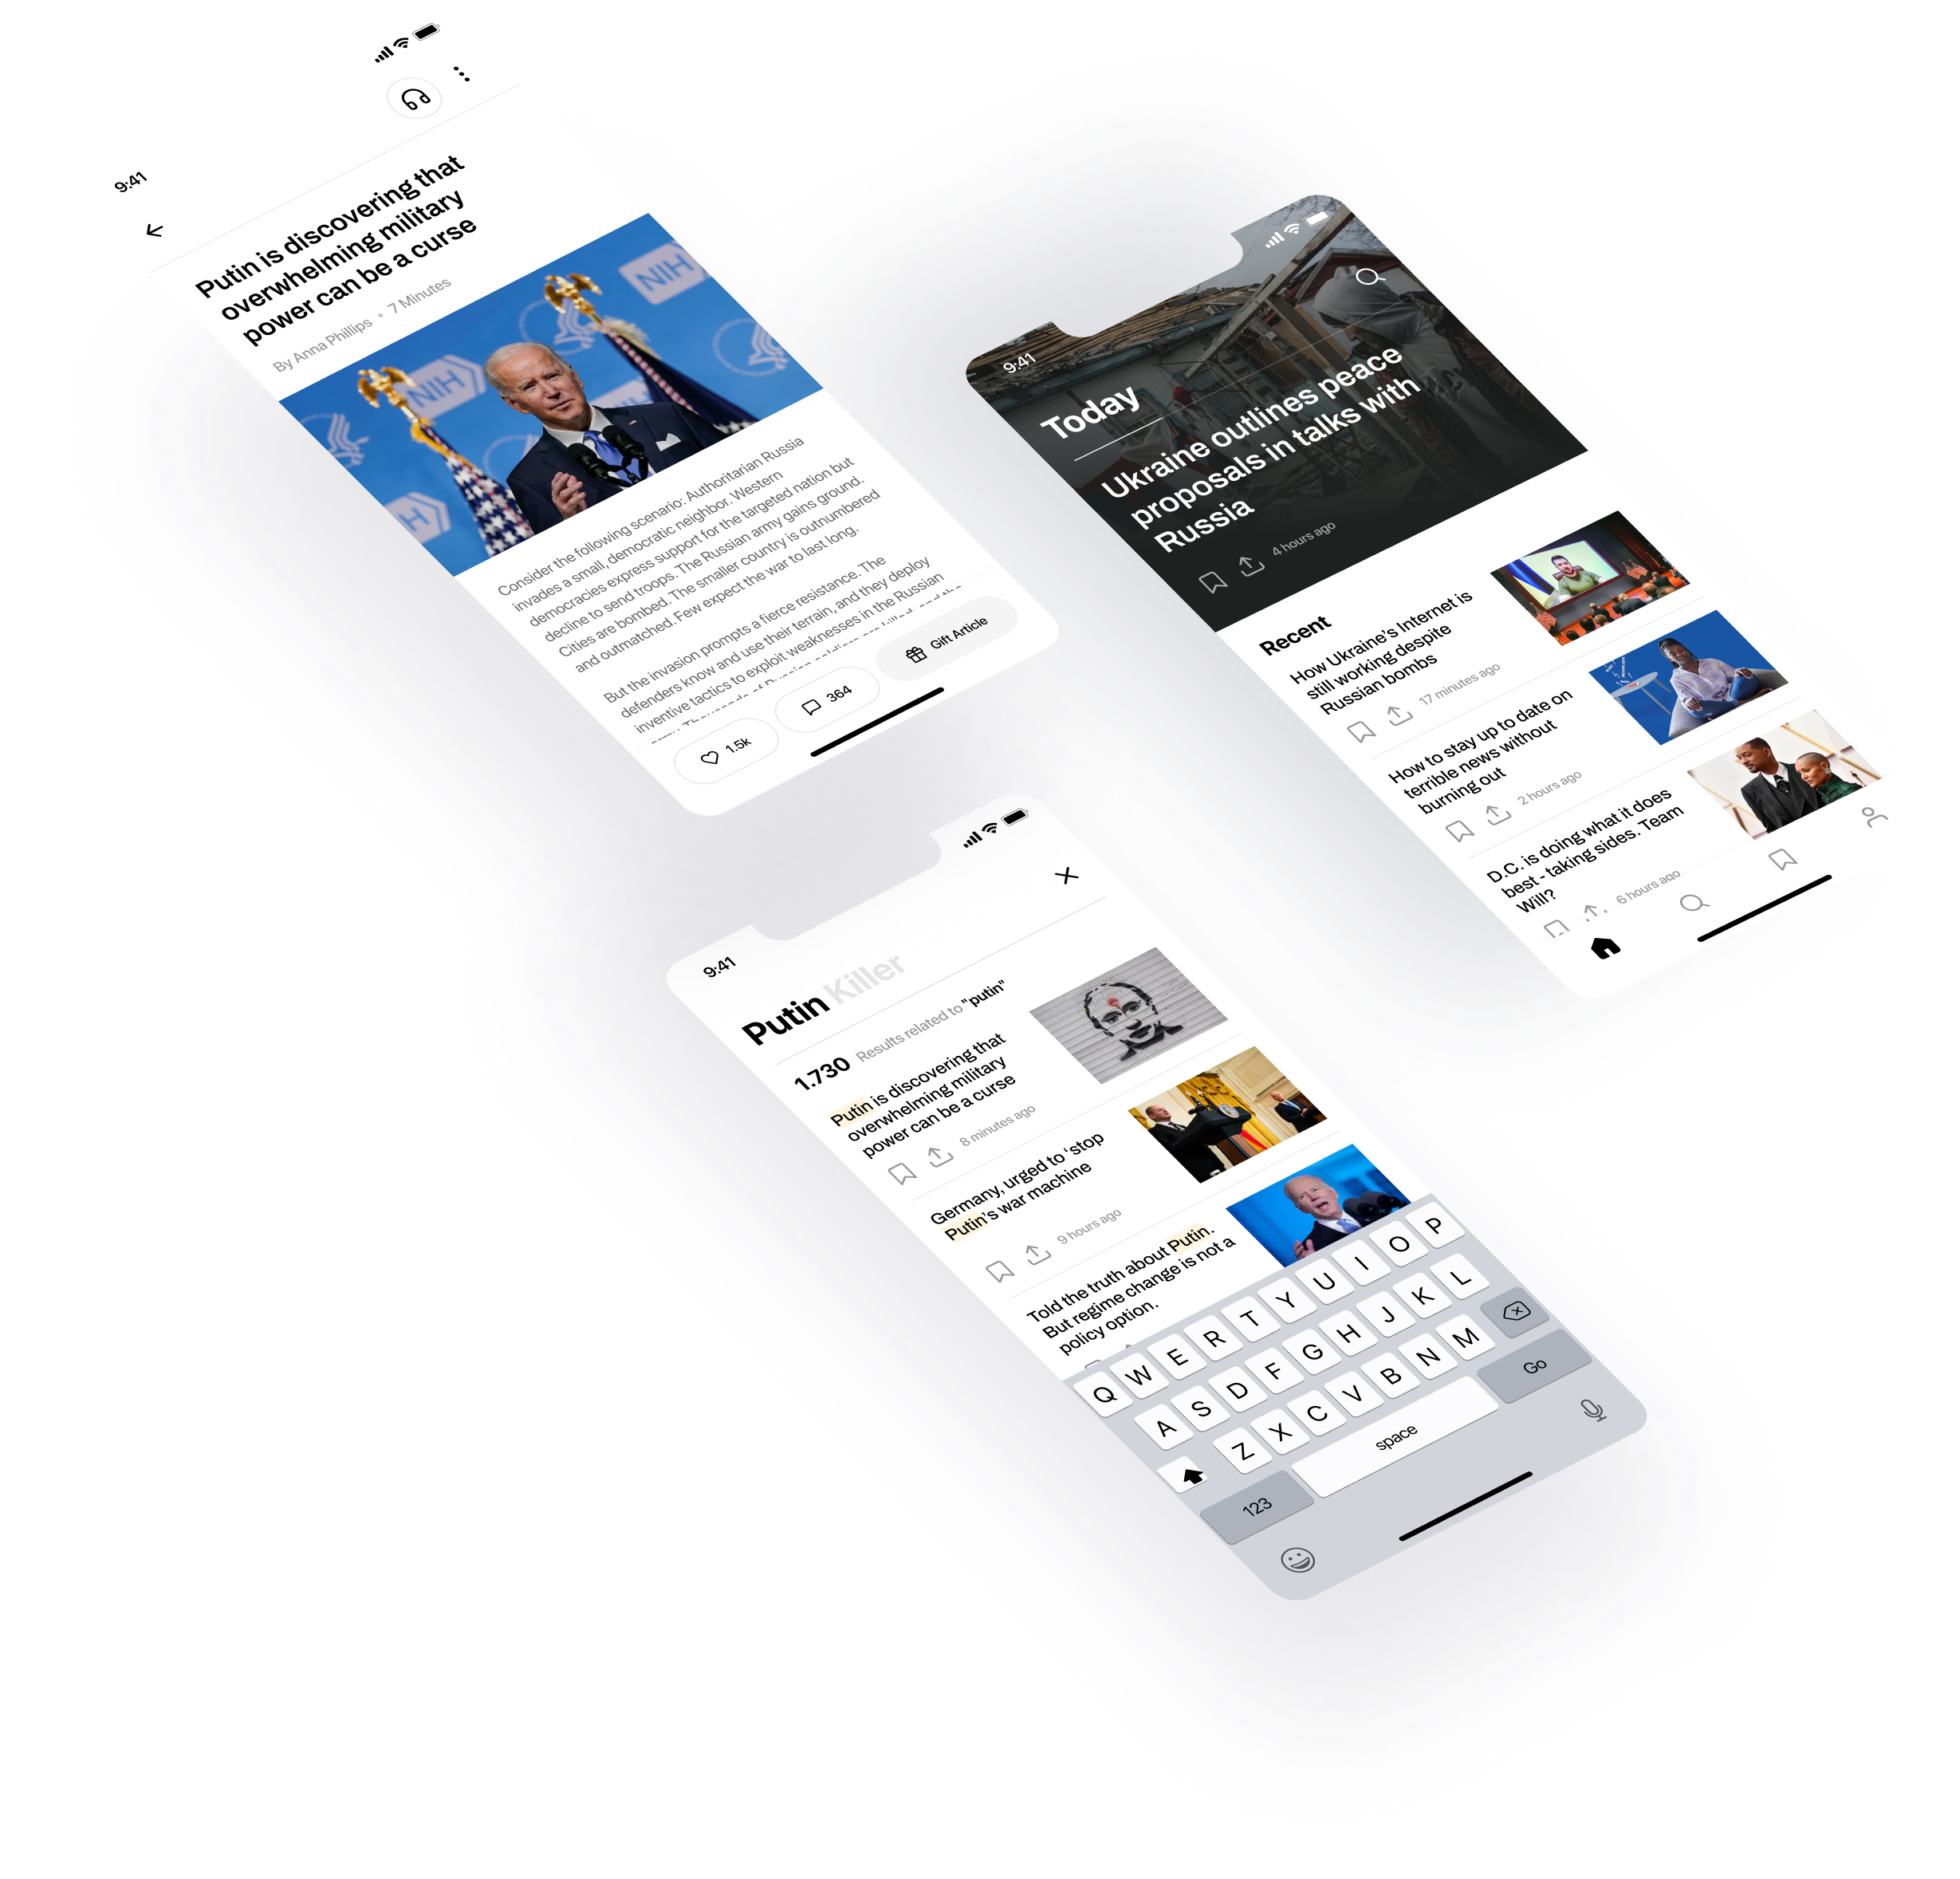 9:41
Putin is discovering that
overwhelming military
power can be a curse
By Anna Phillips • 7 Minutes
NIH
NIH
NIH
H
Consider the following scenario: Authoritarian Russia
invades a small, democratic neighbor. Western
democracies express support for the targeted nation but
decline to send troops. The Russian army gains ground.
Cities are bombed. The smaller country is outnumbered
and outmatched. Few expect the war to last long.
But the invasion prompts a fierce resistance. The
defenders know and use their terrain, and they deploy
inventive tactics to exploit weaknesses in the Russian
army. Thousands of Russian soldiers are killed, and the
1.5k
364
Gift Article
9:41
Today
Ukraine outlines peace
proposals in talks with
Russia
4 hours ago
Recent
How Ukraine's Internet is
still working despite
Russian bombs
17 minutes ago
How to stay up to date on
terrible news without
burning out
2 hours ago
D.C. is doing what it does
best - taking sides. Team
Will?
6 hours ago
9:41
Putin Killer
1.730 Results related to "putin"
Putin is discovering that
overwhelming military
power can be a curse
8 minutes ago
Germany, urged to ‘stop
Putin’s war machine
9 hours ago
Told the truth about Putin.
But regime change is not a
policy option.
Q W E R T Y U I O P
A S D F G H J K L
Z X C V B N M
123 space Go